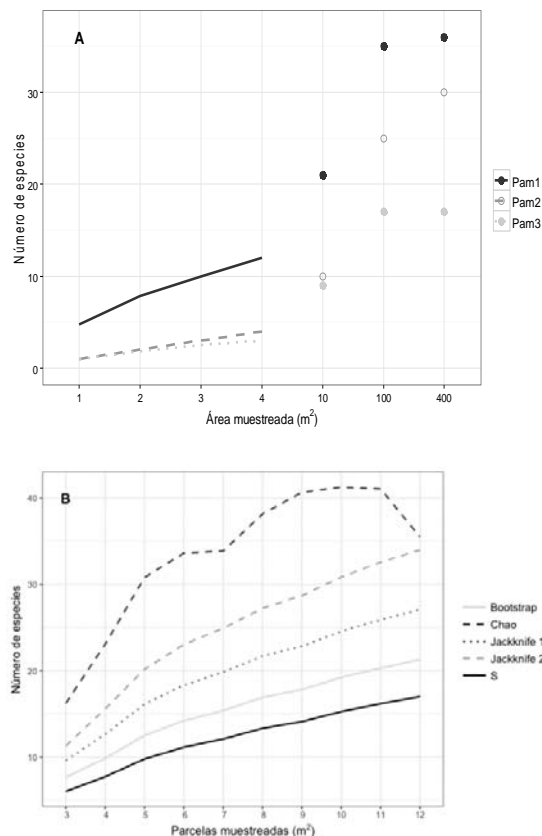 A
Número de especies
30
20
10
0
1 2 3 4 10 100 400
Área muestreada (m²)
Pam1
Pam2
Pam3
B
Número de especies
40
30
20
10
3 4 5 6 7 8 9 10 11 12
Parcelas muestreadas (m²)
Bootstrap
Chao
Jackknife 1
Jackknife 2
S